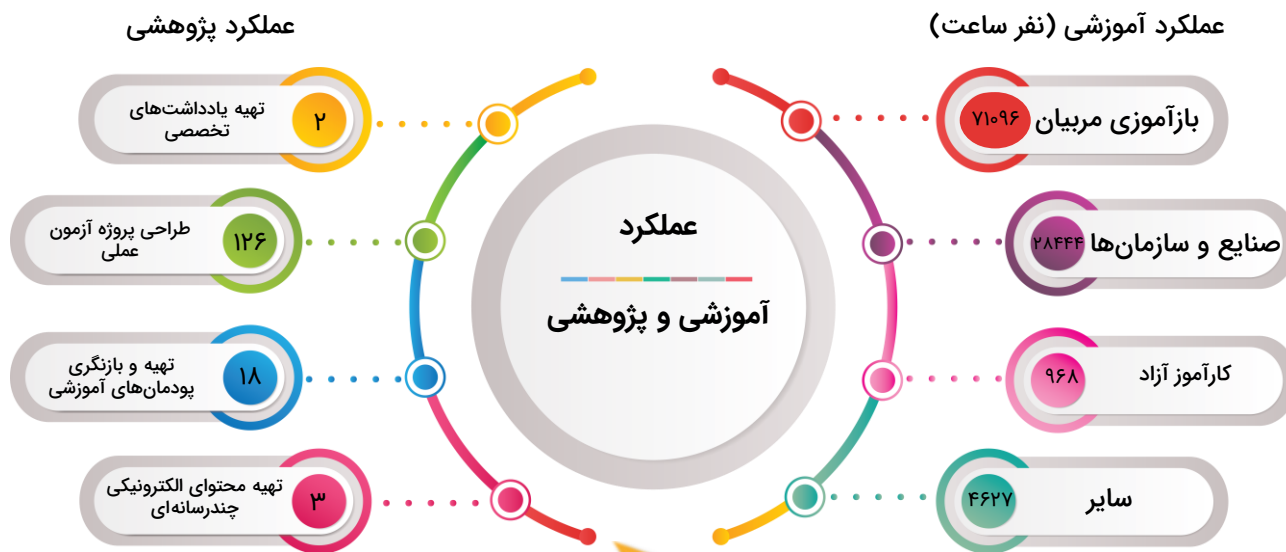 عملکرد آموزشی (نفر ساعت)
بازآموزی مربیان
۷۱۰۹۶
صنایع و سازمان‌ها
۲۸۴۴۴
کارآموز آزاد
۹۶۸
سایر
۴۶۲۷
عملکرد
آموزشی و پژوهشی
عملکرد پژوهشی
۲
تهیه یادداشت‌های
تخصصی
۱۲۶
طراحی پروژه آزمون
عملی
۱۸
تهیه و بازنگری
پودمان‌های آموزشی
۳
تهیه محتوای الکترونیکی
چندرسانه‌ای